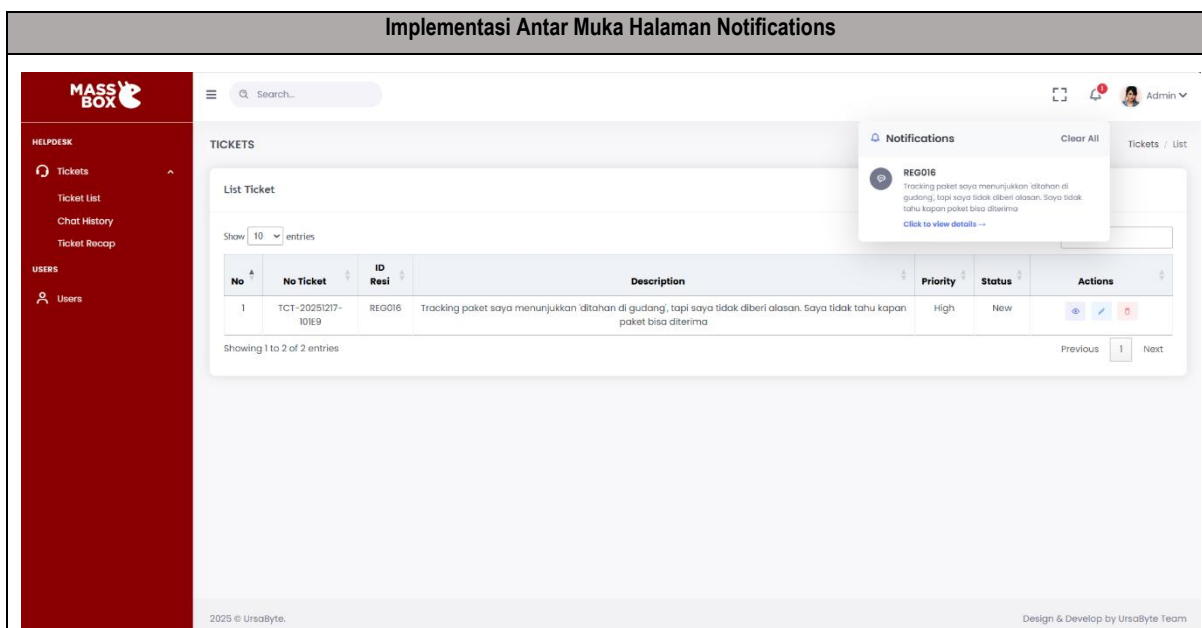 Implementasi Antar Muka Halaman Notifications
MASS BOX
Search...
Admin
HELPDESK
Tickets
Ticket List
Chat History
Ticket Recap
USERS
Users
TICKETS
Tickets / List
Notifications
Clear All
REG016
Tracking paket saya menunjukkan 'ditahan di
gudang', tapi saya tidak diberi alasan. Saya tidak
tahu kapan paket bisa diterima
Click to view details →
List Ticket
Show 10 entries
No No Ticket ID Resi Description Priority Status Actions
1 TCT-20251217-101E9 REG016 Tracking paket saya menunjukkan 'ditahan di gudang', tapi saya tidak diberi alasan. Saya tidak tahu kapan High New
paket bisa diterima
Showing 1 to 2 of 2 entries
Previous 1 Next
2025 © UrsaByte.
Design & Develop by UrsaByte Team